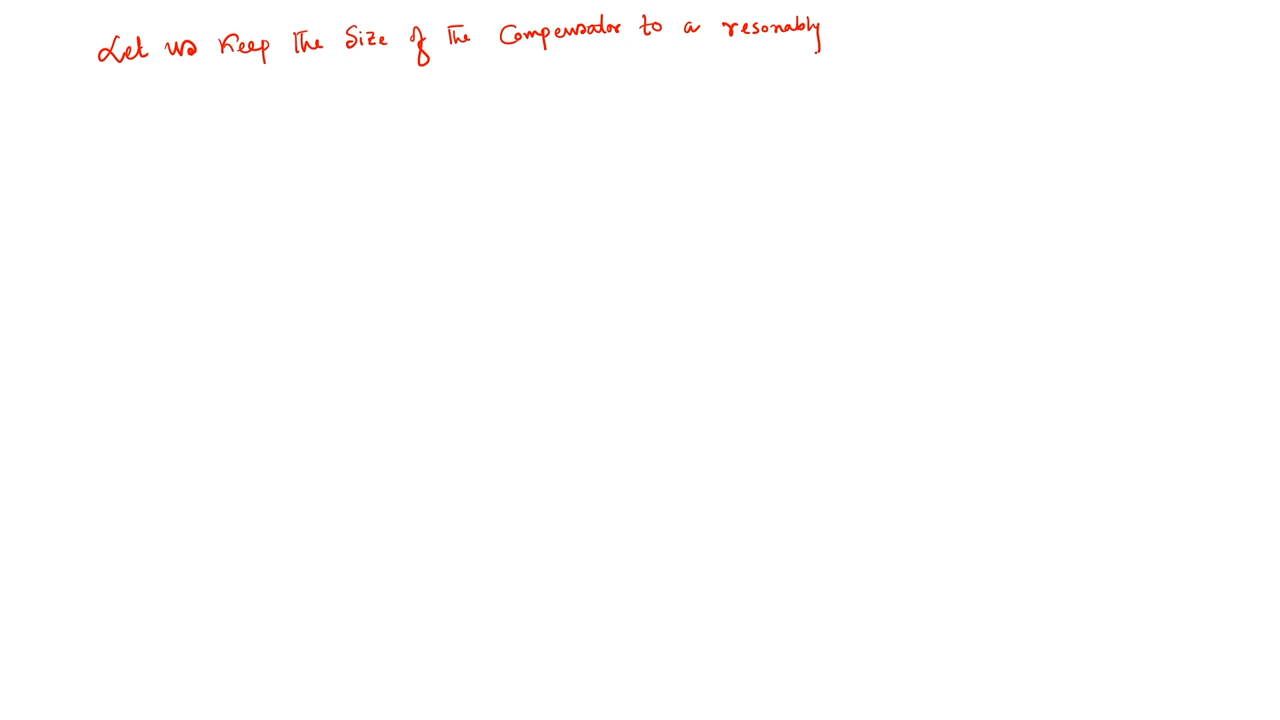 Let us keep the size of the compensator to a resonably